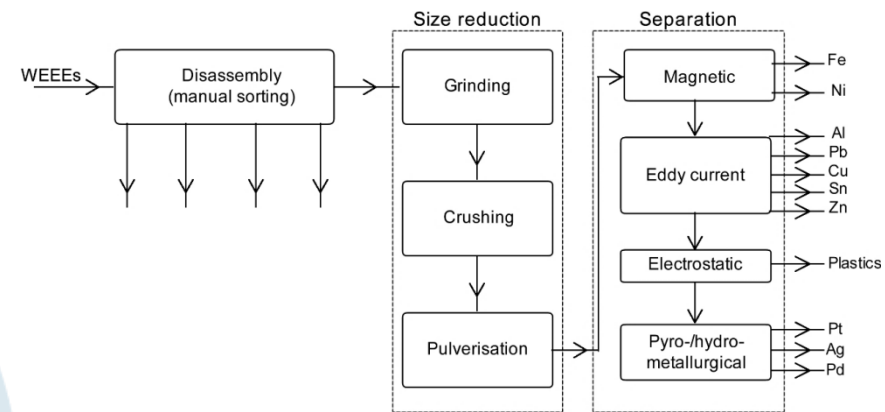 Size reduction
Separation
WEEEs
Disassembly
(manual sorting)
Grinding
Crushing
Pulverisation
Magnetic
Fe
Ni
Eddy current
Al
Pb
Cu
Sn
Zn
Electrostatic
Plastics
Pyro-/hydro-
metallurgical
Pt
Ag
Pd